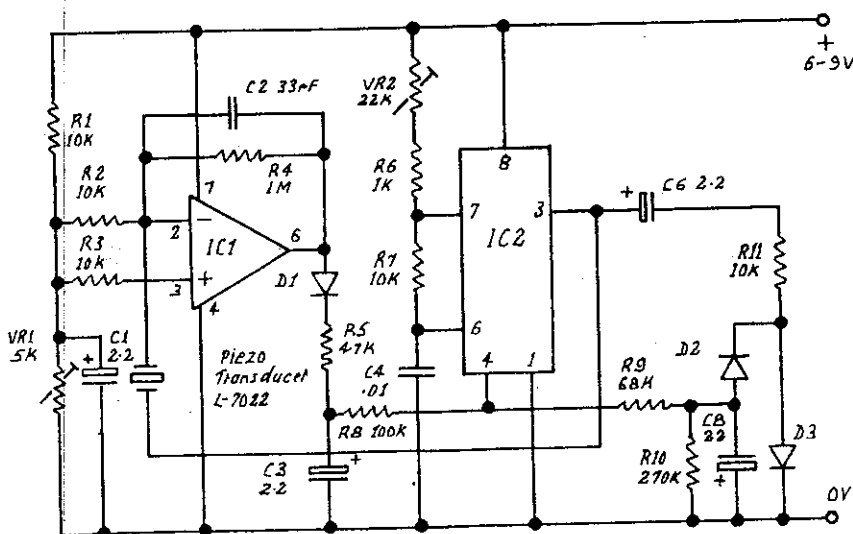 +
6-9V
C2 33nF
VR2
22K
R1
10K
R4
1M
R6
1K
8
C6 2.2
+
R2
10K
7
7
3
2
IC1
6
IC2
R3
10K
R7
10K
R11
10K
3
4
D1
6
VR1
5K
C1
2.2
+
Piezo
Transducer
L-7022
R5
47K
C4
.01
4
1
R9
68K
D2
R8 100K
C8
22
+
D3
C3
2.2
+
R10
270K
0V